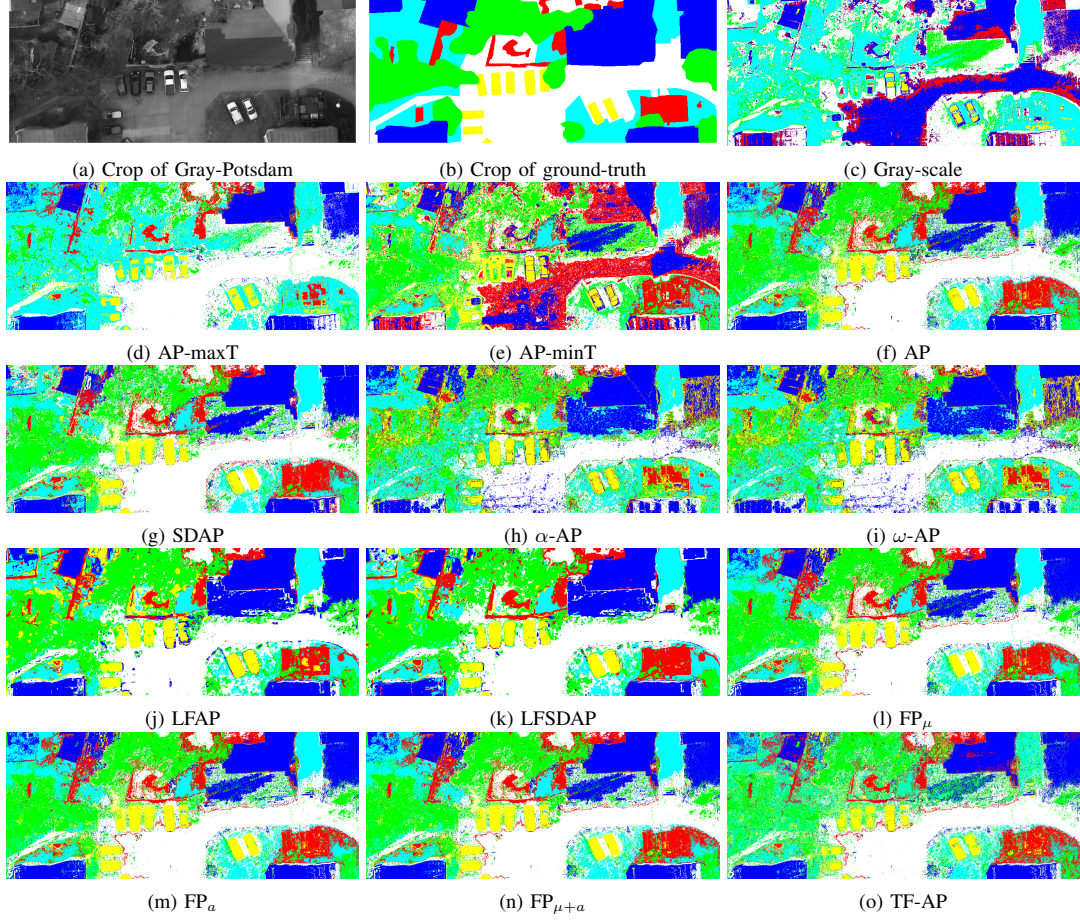 (a) Crop of Gray-Potsdam
(b) Crop of ground-truth
(c) Gray-scale
(d) AP-maxT
(e) AP-minT
(f) AP
(g) SDAP
(h) α-AP
(i) ω-AP
(j) LFAP
(k) LFSDAP
(l) FPμ
(m) FPa
(n) FPμ+a
(o) TF-AP